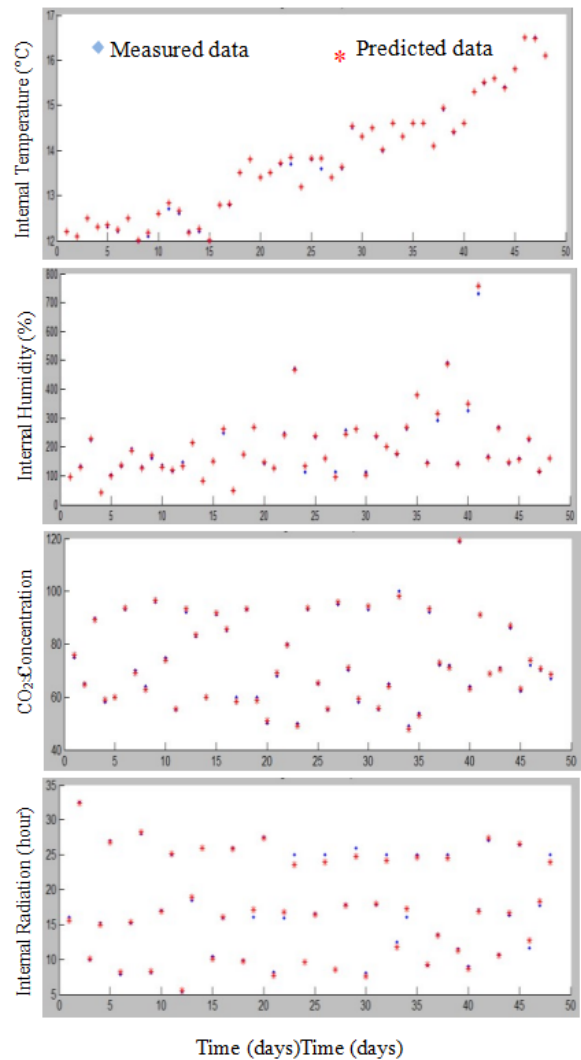 17
16
15
14
13
12
0 5 10 15 20 25 30 35 40 45 50
Internal Temperature (°C)
Measured data
* Predicted data
800
700
600
500
400
300
200
100
0
0 5 10 15 20 25 30 35 40 45 50
Internal Humidity (%)
120
100
80
60
40
0 5 10 15 20 25 30 35 40 45 50
35
30
25
20
15
10
5
0 5 10 15 20 25 30 35 40 45 50
Internal Radiation (hour)
Time (days)Time (days)